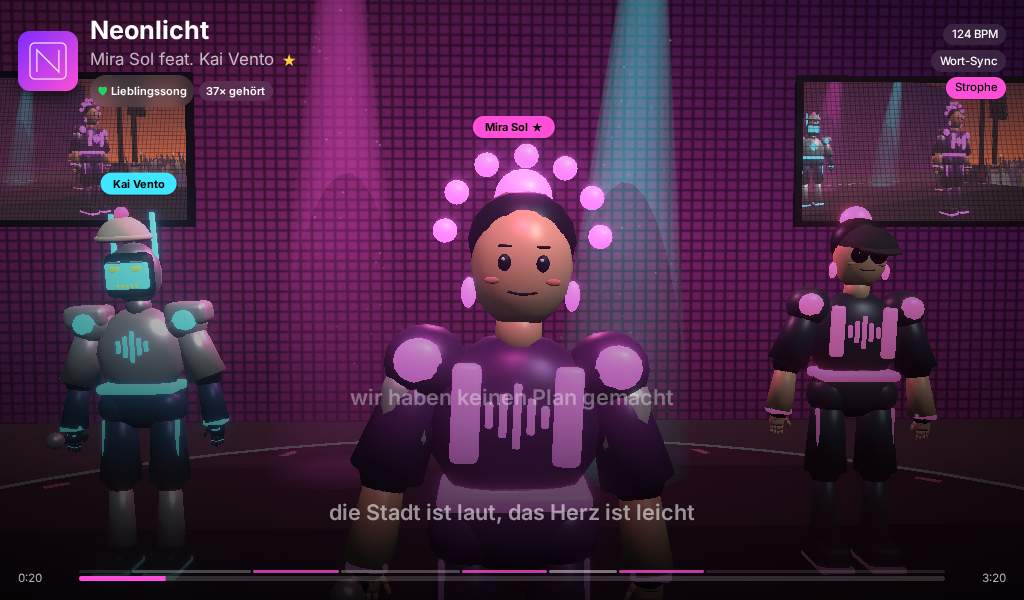 Neonlicht
Mira Sol feat. Kai Vento ★
Lieblingssong
37× gehört
124 BPM
Wort-Sync
Strophe
Mira Sol ★
Kai Vento
wir haben keinen Plan gemacht
die Stadt ist laut, das Herz ist leicht
0:20
3:20